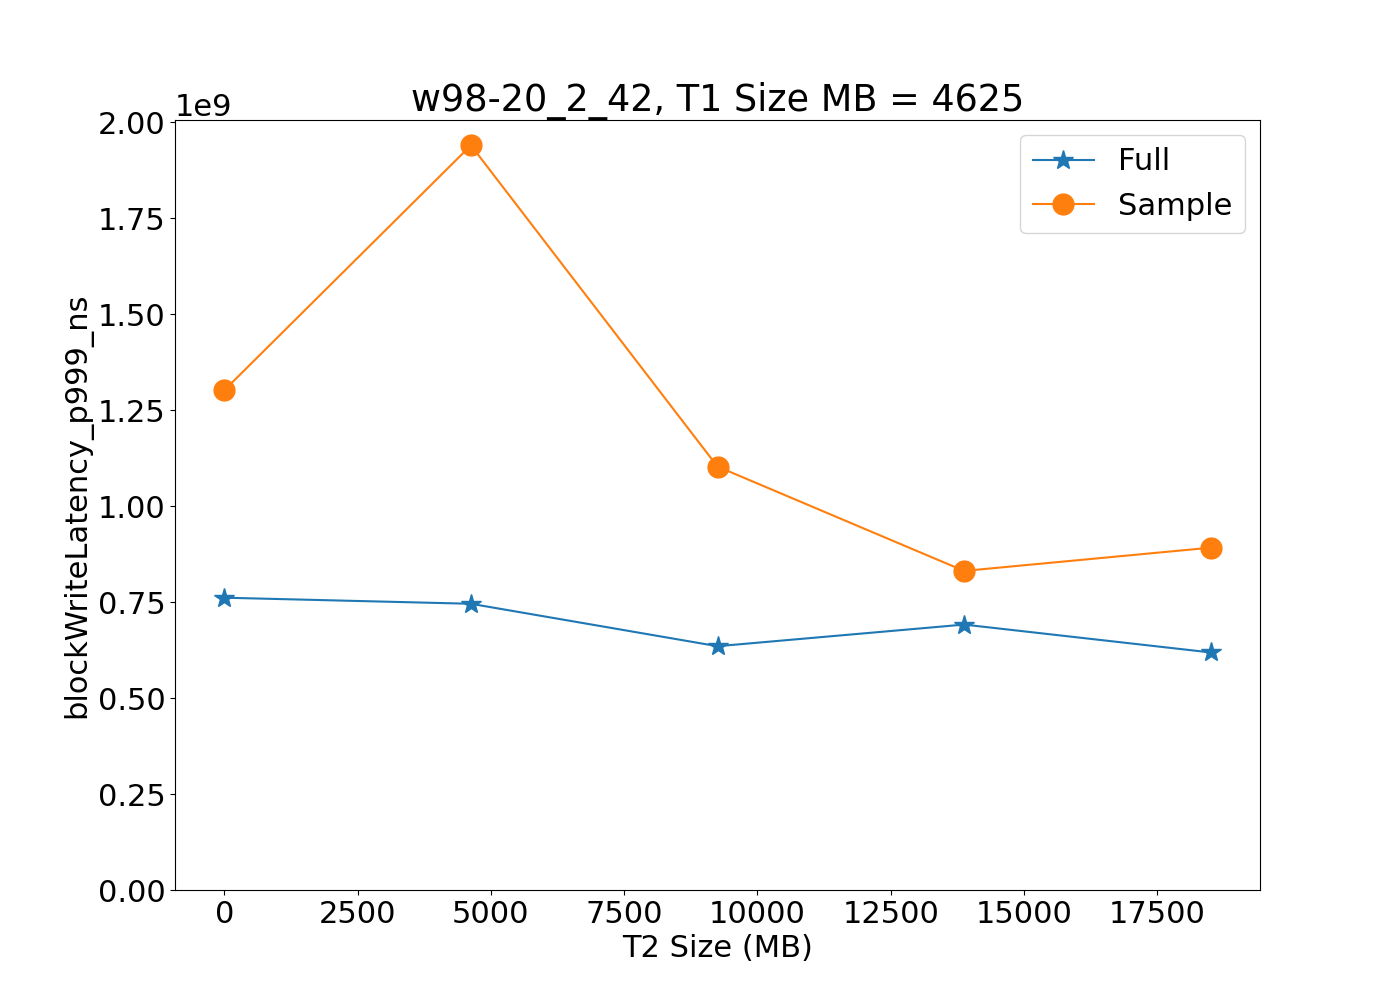 w98-20_2_42, T1 Size MB = 4625
1e9
2.00
1.75
1.50
1.25
1.00
0.75
0.50
0.25
0.00
blockWriteLatency_p999_ns
Full
Sample
0 2500 5000 7500 10000 12500 15000 17500
T2 Size (MB)